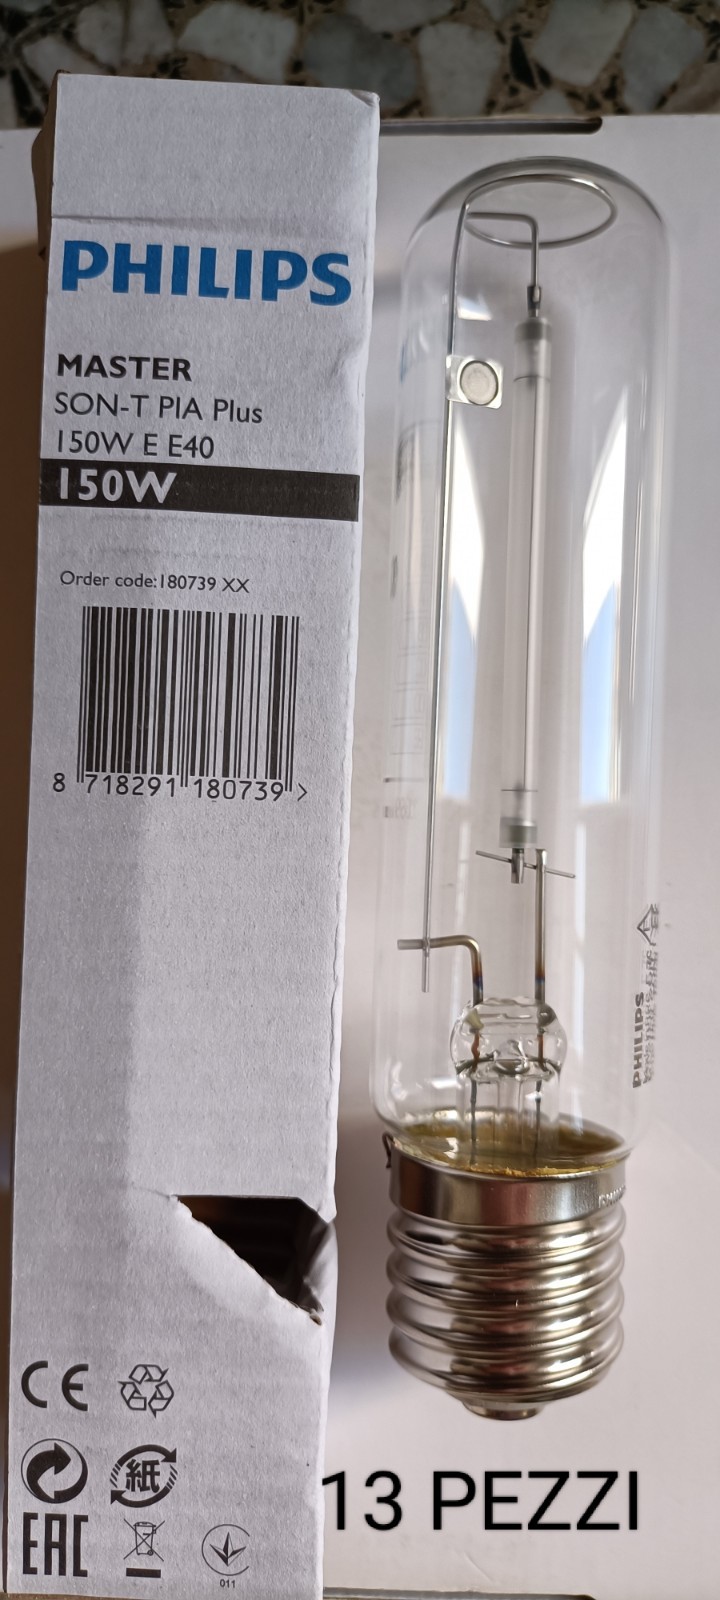 PHILIPS
MASTER
SON-T PIA Plus
150W E E40
150W
Order code:180739 XX
8 718291 180739 >
CE
紙
EAC
011
PHILIPS
13 PEZZI